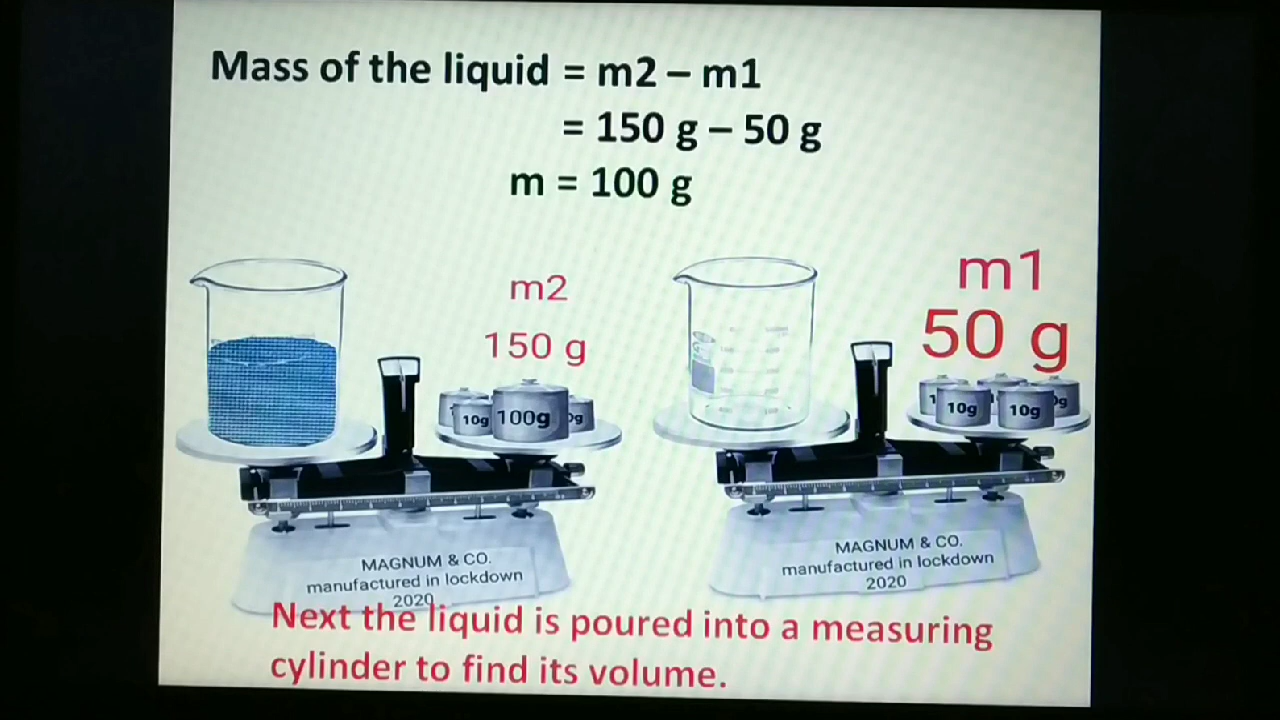 Mass of the liquid = m2 – m1
= 150 g – 50 g
m = 100 g
m2
150 g
m1
50 g
10g 100g
10g 10g
MAGNUM & CO.
manufactured in lockdown
2020
MAGNUM & CO.
manufactured in lockdown
2020
Next the liquid is poured into a measuring
cylinder to find its volume.